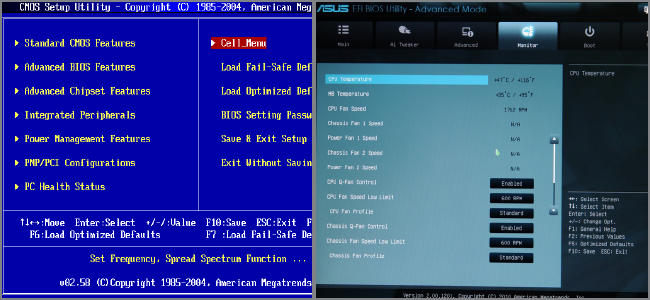 CMOS Setup Utility - Copyright (C) 1985-2004, American Meg
Standard CMOS Features
Advanced BIOS Features
Advanced Chipset Features
Integrated Peripherals
Power Management Features
PNP/PCI Configurations
PC Health Status
Cell Menu
Load Fail-Safe Def
Load Optimized Def
BIOS Setting Passw
Save & Exit Setup
Exit Without Savin
↑↓←→:Move Enter:Select +/-/:Value F10:Save ESC:Exit F
F6:Load Optimized Defaults F7 :Load Fail-Safe De
Set Frequency, Spread Spectrum Function ...
v02.58 (C)Copyright 1985-2004, American Megatrends
ASUS EFI BIOS Utility - Advanced Mode
Main
Ai Tweaker
Advanced
Monitor
Boot
CPU Temperature +47°C / +116°F
MB Temperature +35°C / +95°F
CPU Fan Speed 1762 RPM
Chassis Fan 1 Speed N/A
Power Fan 1 Speed N/A
Chassis Fan 2 Speed N/A
Power Fan 2 Speed N/A
CPU Q-Fan Control Enabled
CPU Fan Speed Low Limit 600 RPM
CPU Fan Profile Standard
Chassis Q-Fan Control Enabled
Chassis Fan Speed Low Limit 600 RPM
Chassis Fan Profile Standard
CPU Temperature
→←: Select Screen
↑↓: Select Item
Enter: Select
+/-: Change Opt.
F1: General Help
F2: Previous Values
F5: Optimized Defaults
F10: Save ESC: Exit
Version 2.00.1201. Copyright (C) 2010 American Megatrends, Inc.